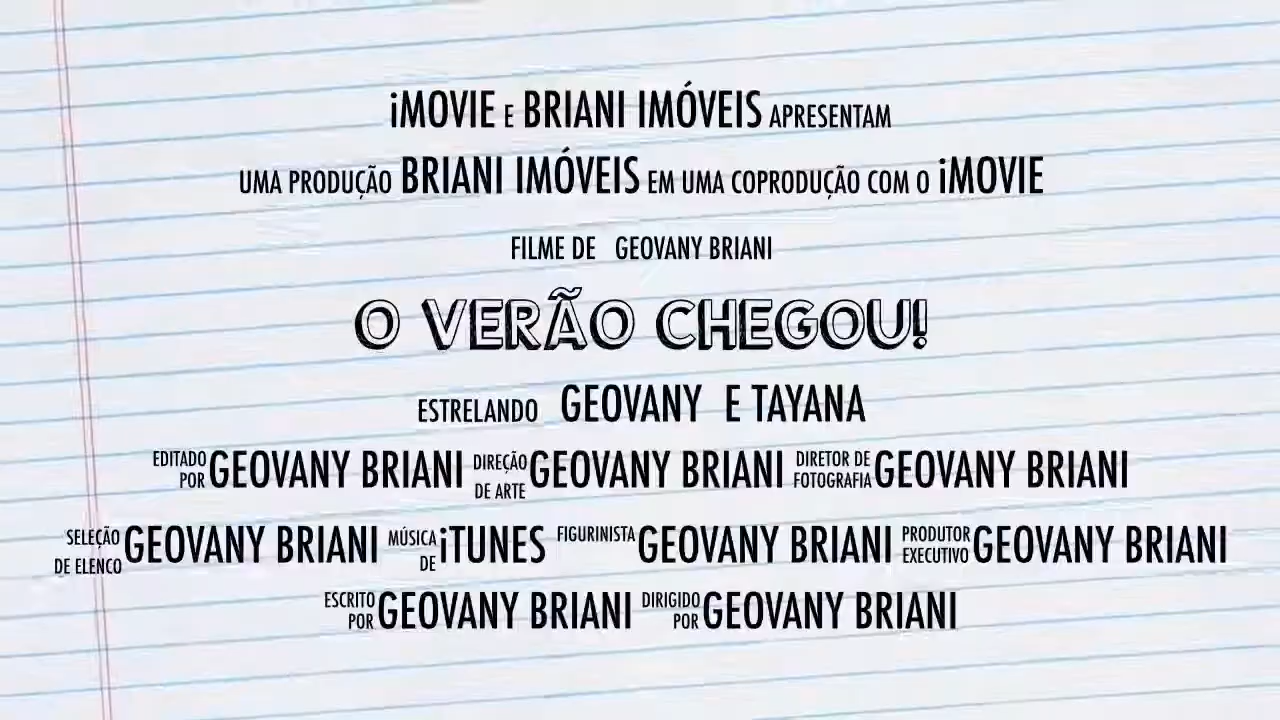 iMOVIE E BRIANI IMÓVEIS APRESENTAM
UMA PRODUÇÃO BRIANI IMÓVEIS EM UMA COPRODUÇÃO COM O iMOVIE
FILME DE GEOVANY BRIANI
O VERÃO CHEGOU!
ESTRELANDO GEOVANY E TAYANA
EDITADO POR GEOVANY BRIANI DIREÇÃO DE ARTE GEOVANY BRIANI DIRETOR DE FOTOGRAFIA GEOVANY BRIANI
SELEÇÃO DE ELENCO GEOVANY BRIANI MÚSICA DE iTUNES FIGURINISTA GEOVANY BRIANI PRODUTOR EXECUTIVO GEOVANY BRIANI
ESCRITO POR GEOVANY BRIANI DIRIGIDO POR GEOVANY BRIANI